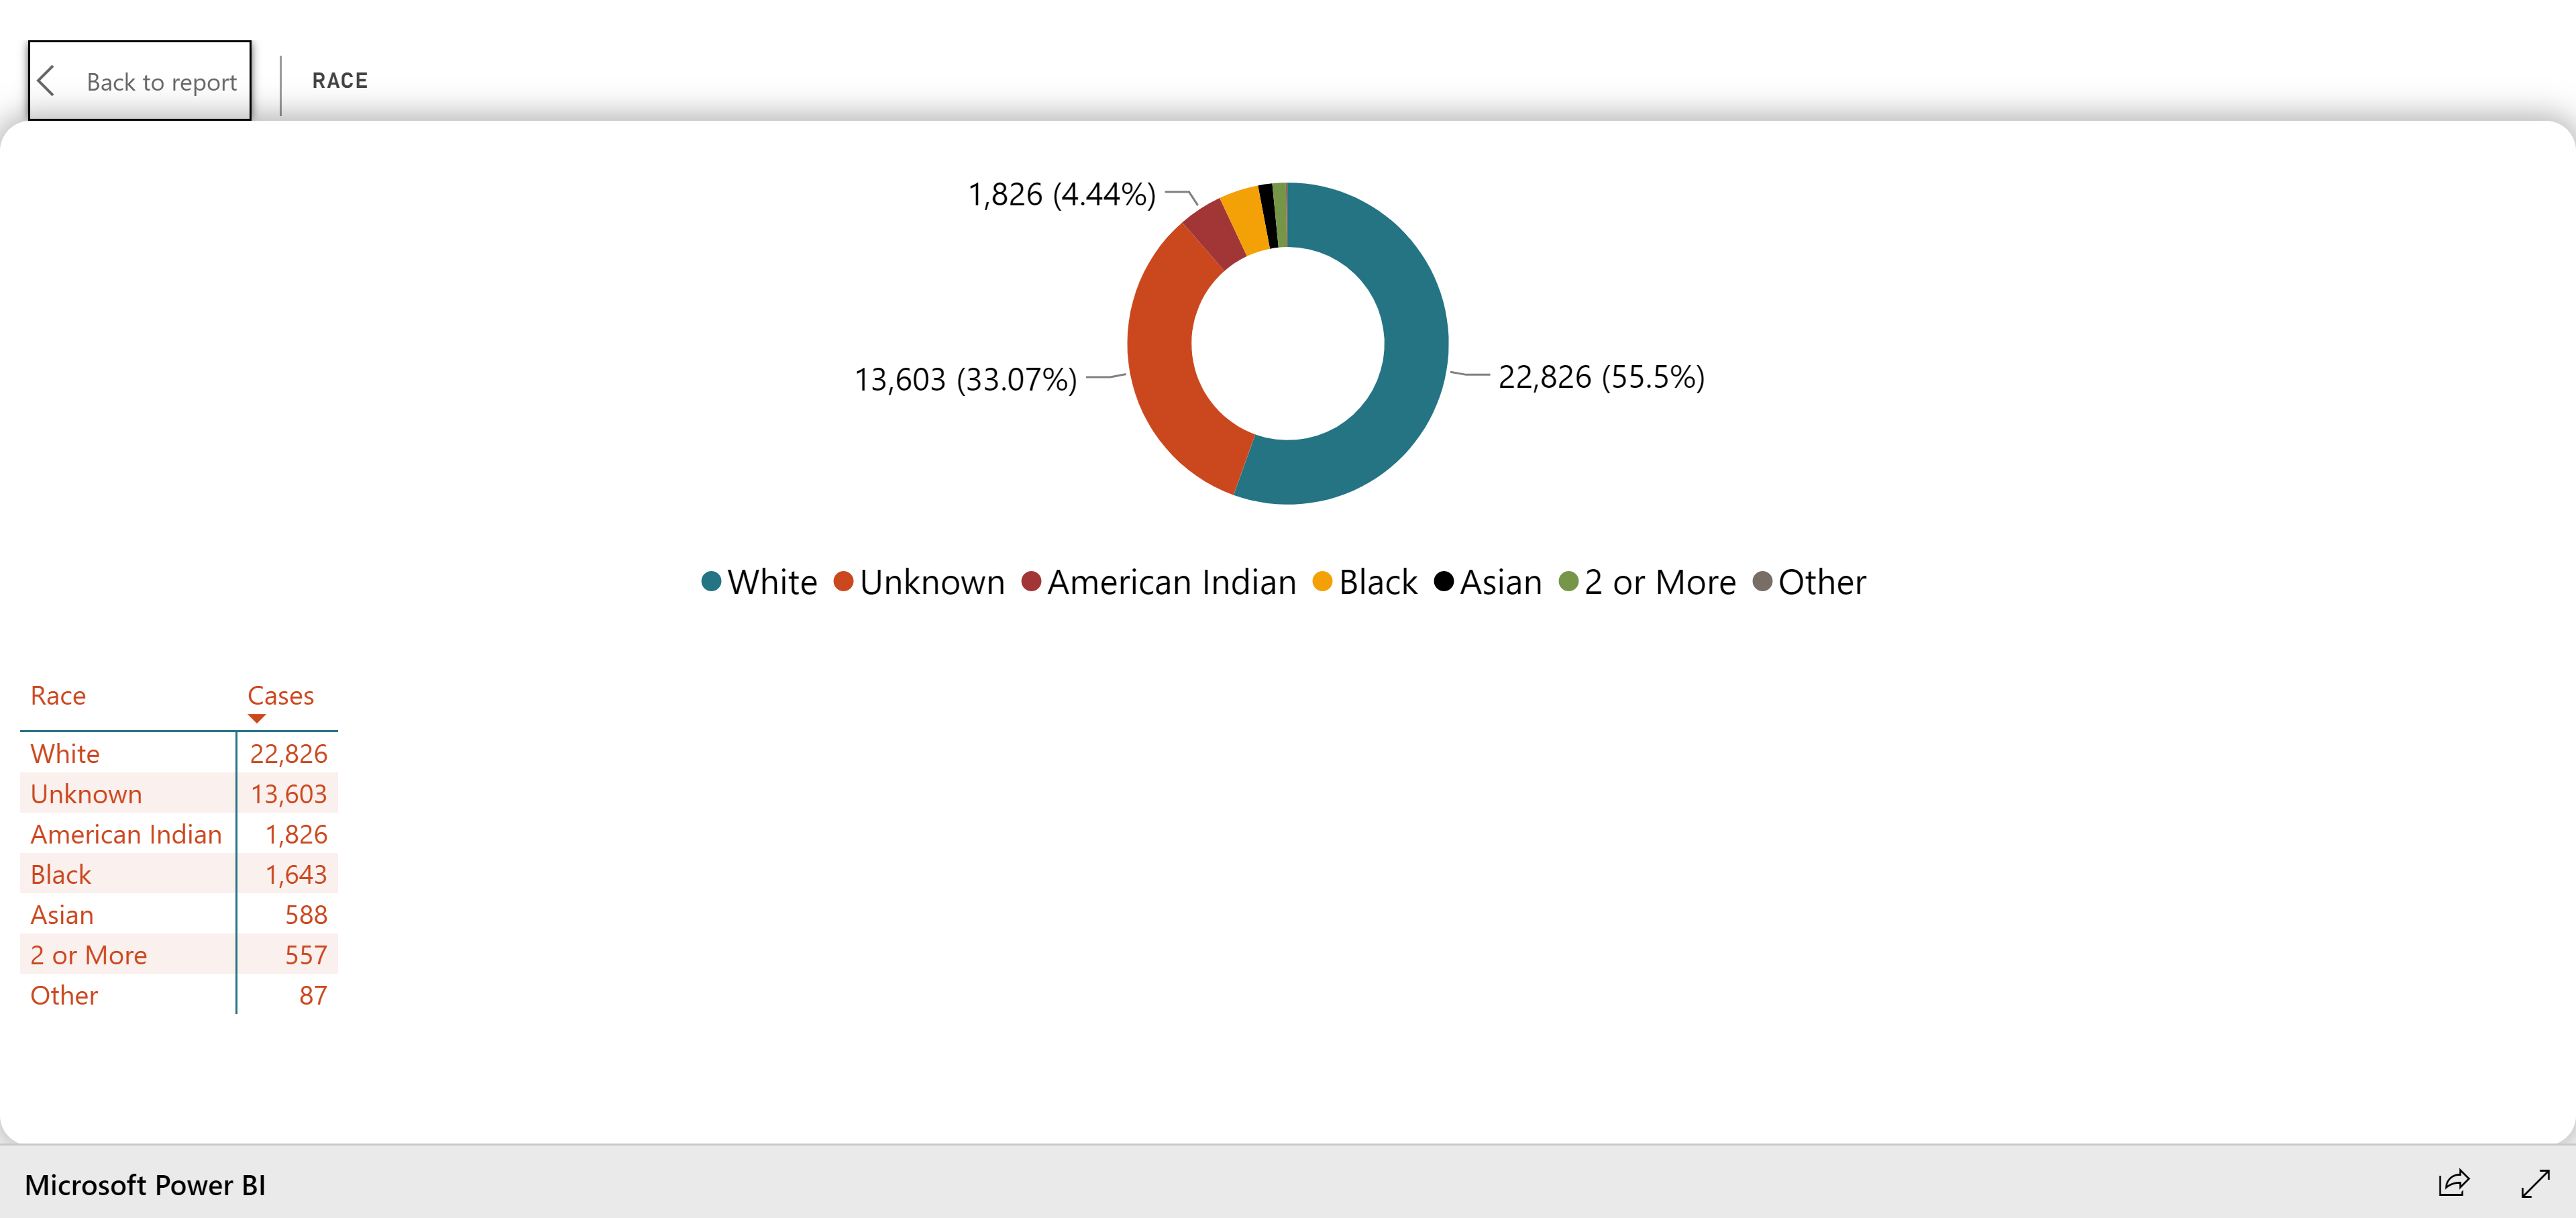 Back to report
RACE
1,826 (4.44%)
13,603 (33.07%)
22,826 (55.5%)
White Unknown American Indian Black Asian 2 or More Other
Race Cases
White 22,826
Unknown 13,603
American Indian 1,826
Black 1,643
Asian 588
2 or More 557
Other 87
Microsoft Power BI